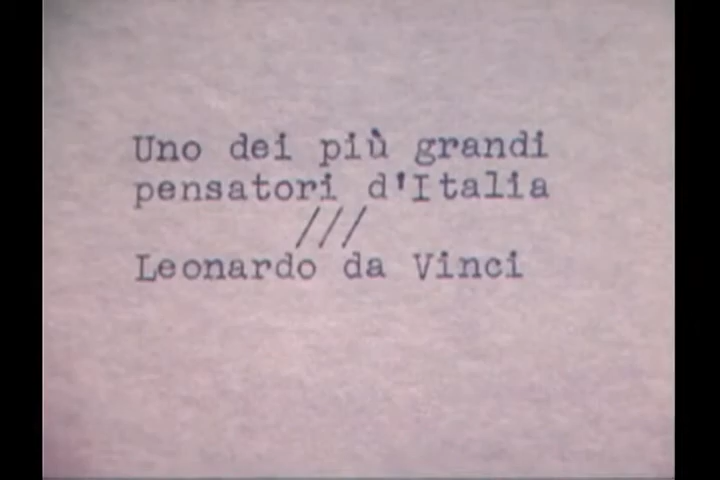 Uno dei più grandi
pensatori d'Italia
///
Leonardo da Vinci